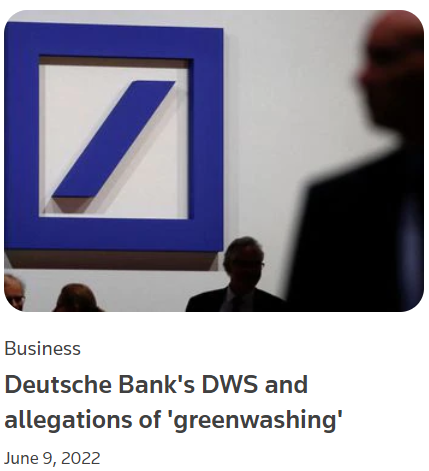 Business
Deutsche Bank's DWS and
allegations of 'greenwashing'
June 9, 2022